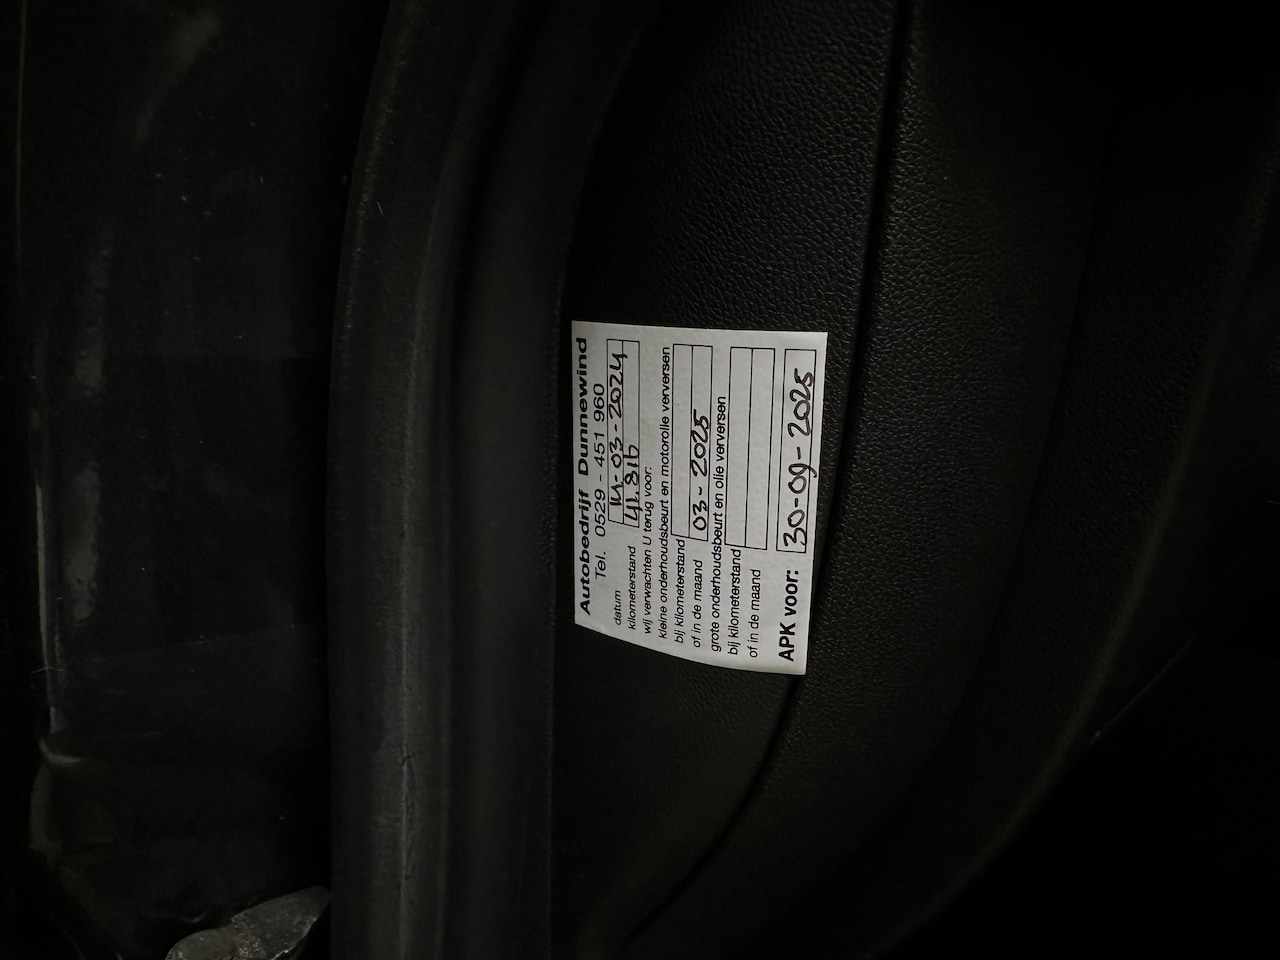 Autobedrijf Dunnewind
Tel. 0529 - 451 960
datum 14-03-2024
kilometerstand 41.816
wij verwachten U terug voor:
kleine onderhoudsbeurt en motorolle verversen
bij kilometerstand
of in de maand 03-2025
grote onderhoudsbeurt en olie verversen
bij kilometerstand
of in de maand
APK voor: 30-09-2025